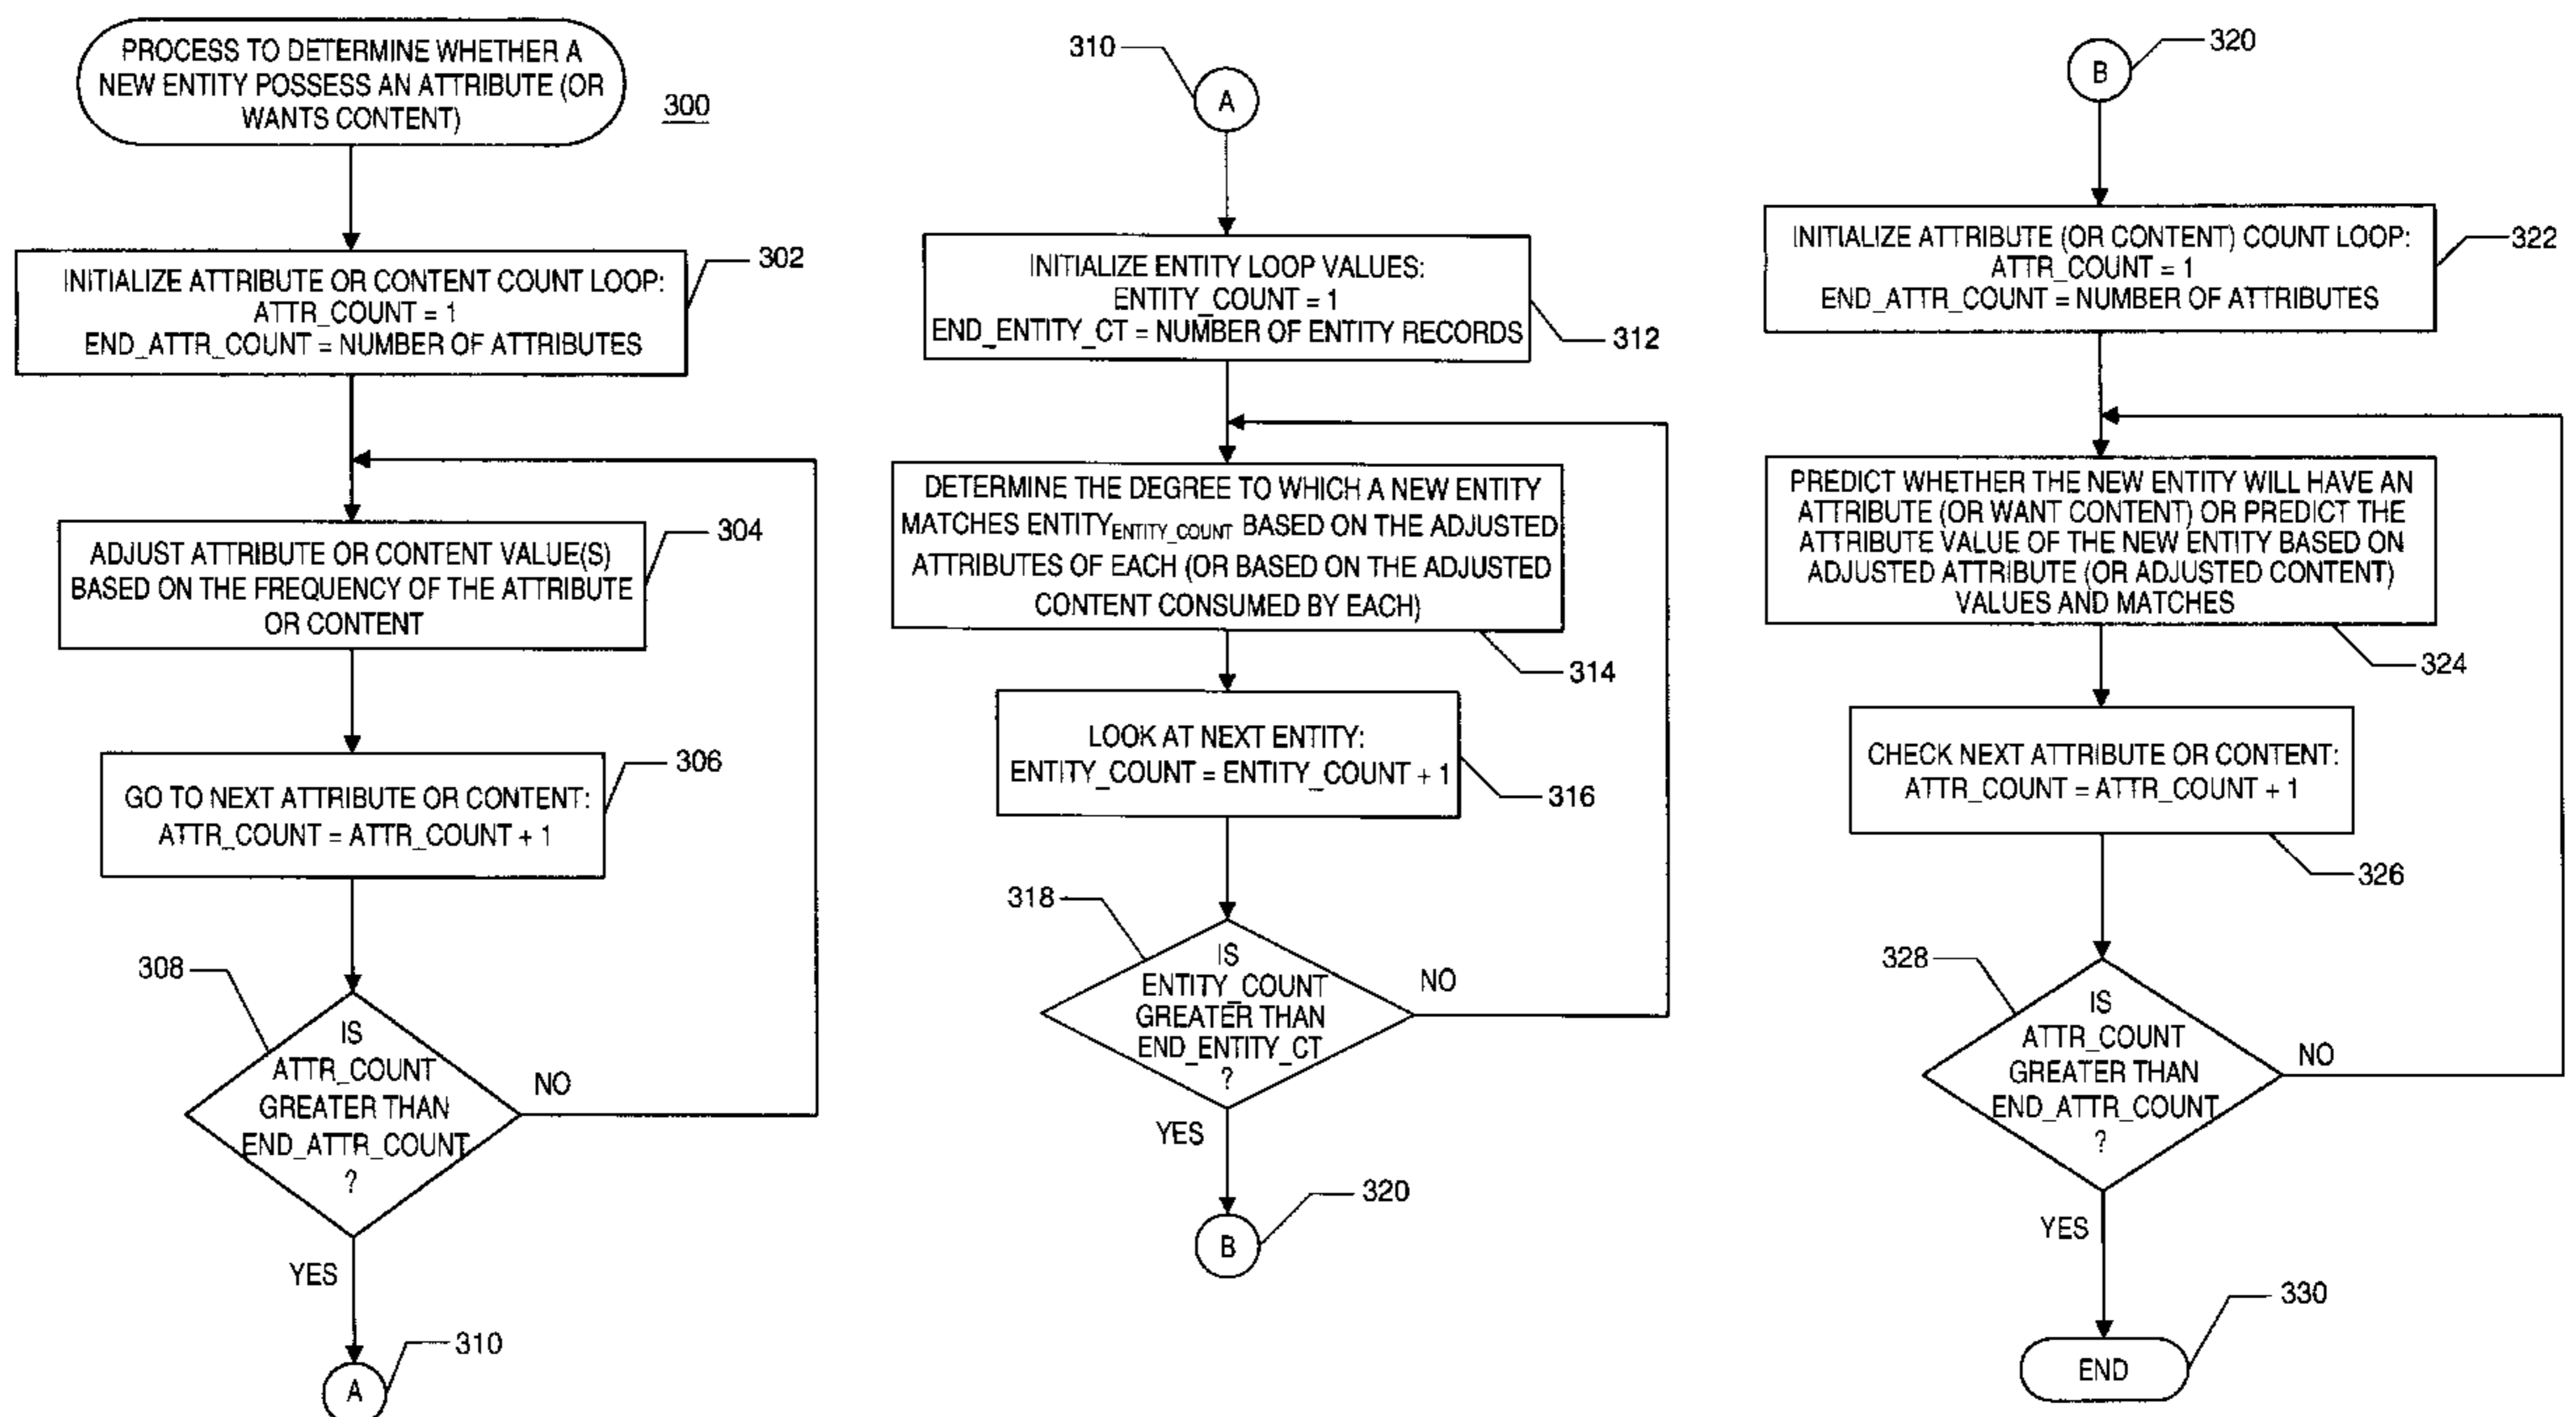 PROCESS TO DETERMINE WHETHER A
NEW ENTITY POSSESS AN ATTRIBUTE (OR
WANTS CONTENT)
300
INITIALIZE ATTRIBUTE OR CONTENT COUNT LOOP:
ATTR_COUNT = 1
END_ATTR_COUNT = NUMBER OF ATTRIBUTES
302
ADJUST ATTRIBUTE OR CONTENT VALUE(S)
BASED ON THE FREQUENCY OF THE ATTRIBUTE
OR CONTENT
304
GO TO NEXT ATTRIBUTE OR CONTENT:
ATTR_COUNT = ATTR_COUNT + 1
306
308
IS
ATTR_COUNT
GREATER THAN
END_ATTR_COUNT
?
NO
YES
310
A
310
A
INITIALIZE ENTITY LOOP VALUES:
ENTITY_COUNT = 1
END_ENTITY_CT = NUMBER OF ENTITY RECORDS
312
DETERMINE THE DEGREE TO WHICH A NEW ENTITY
MATCHES ENTITY ENTITY_COUNT BASED ON THE ADJUSTED
ATTRIBUTES OF EACH (OR BASED ON THE ADJUSTED
CONTENT CONSUMED BY EACH)
314
LOOK AT NEXT ENTITY:
ENTITY_COUNT = ENTITY_COUNT + 1
316
318
IS
ENTITY_COUNT
GREATER THAN
END_ENTITY_CT
?
NO
YES
320
B
320
B
INITIALIZE ATTRIBUTE (OR CONTENT) COUNT LOOP:
ATTR_COUNT = 1
END_ATTR_COUNT = NUMBER OF ATTRIBUTES
322
PREDICT WHETHER THE NEW ENTITY WILL HAVE AN
ATTRIBUTE (OR WANT CONTENT) OR PREDICT THE
ATTRIBUTE VALUE OF THE NEW ENTITY BASED ON
ADJUSTED ATTRIBUTE (OR ADJUSTED CONTENT)
VALUES AND MATCHES
324
CHECK NEXT ATTRIBUTE OR CONTENT:
ATTR_COUNT = ATTR_COUNT + 1
326
328
IS
ATTR_COUNT
GREATER THAN
END_ATTR_COUNT
?
NO
YES
330
END